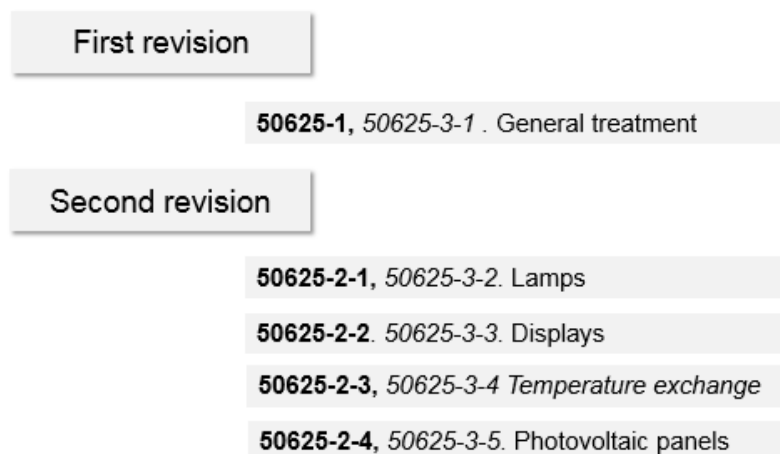 First revision
50625-1, 50625-3-1 . General treatment
Second revision
50625-2-1, 50625-3-2. Lamps
50625-2-2. 50625-3-3. Displays
50625-2-3, 50625-3-4 Temperature exchange
50625-2-4, 50625-3-5. Photovoltaic panels